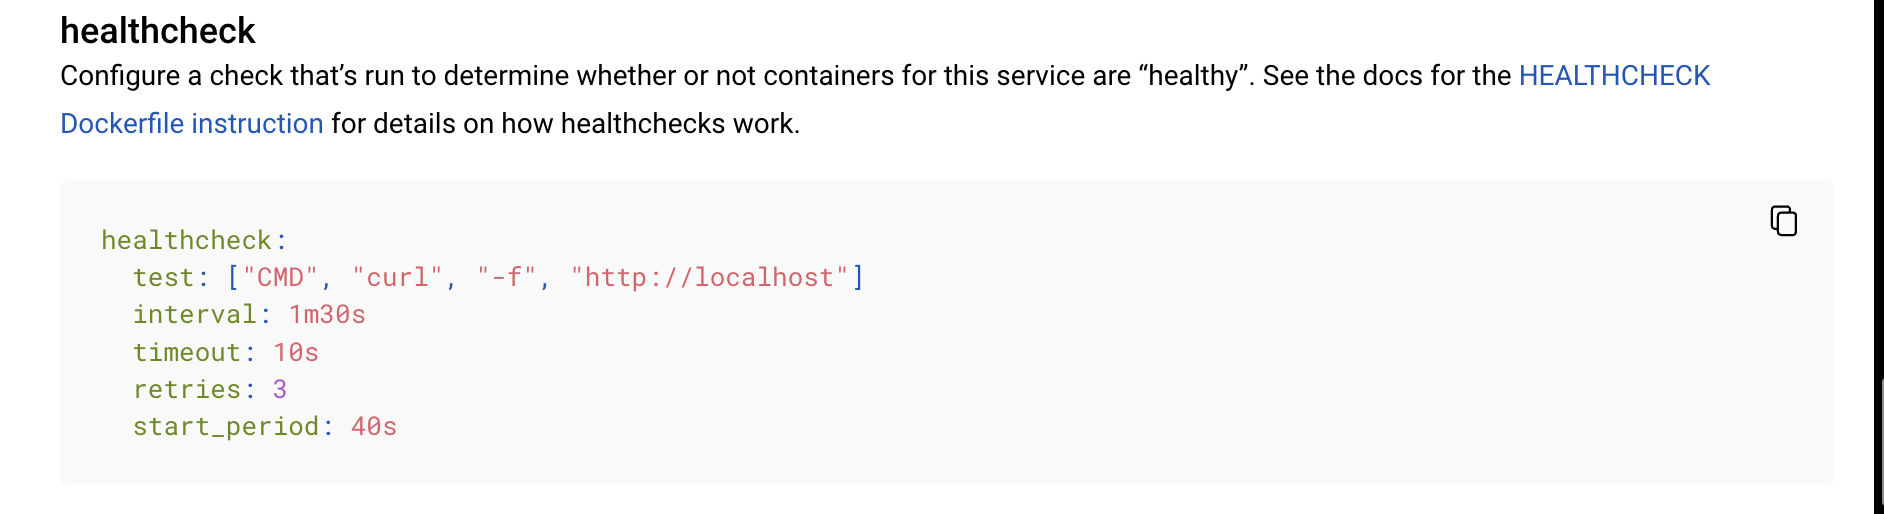 healthcheck
Configure a check that’s run to determine whether or not containers for this service are “healthy”. See the docs for the HEALTHCHECK
Dockerfile instruction for details on how healthchecks work.
healthcheck:
  test: ["CMD", "curl", "-f", "http://localhost"]
  interval: 1m30s
  timeout: 10s
  retries: 3
  start_period: 40s